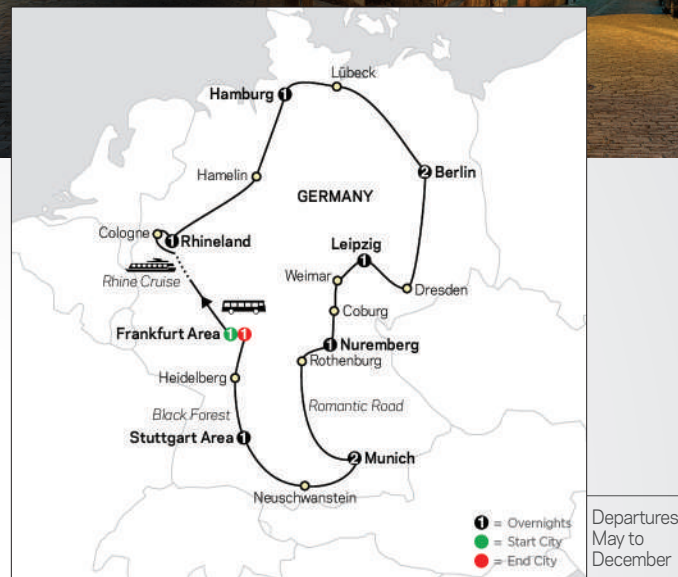 Lübeck
Hamburg 1
2 Berlin
Hamelin
GERMANY
Cologne
1 Rhineland
Leipzig
1
Rhine Cruise
Weimar
Dresden
Coburg
Frankfurt Area 1 1
1 Nuremberg
Rothenburg
Heidelberg
Romantic Road
Black Forest
Stuttgart Area 1
2 Munich
Neuschwanstein
1 = Overnights
= Start City
= End City
Departures
May to
December